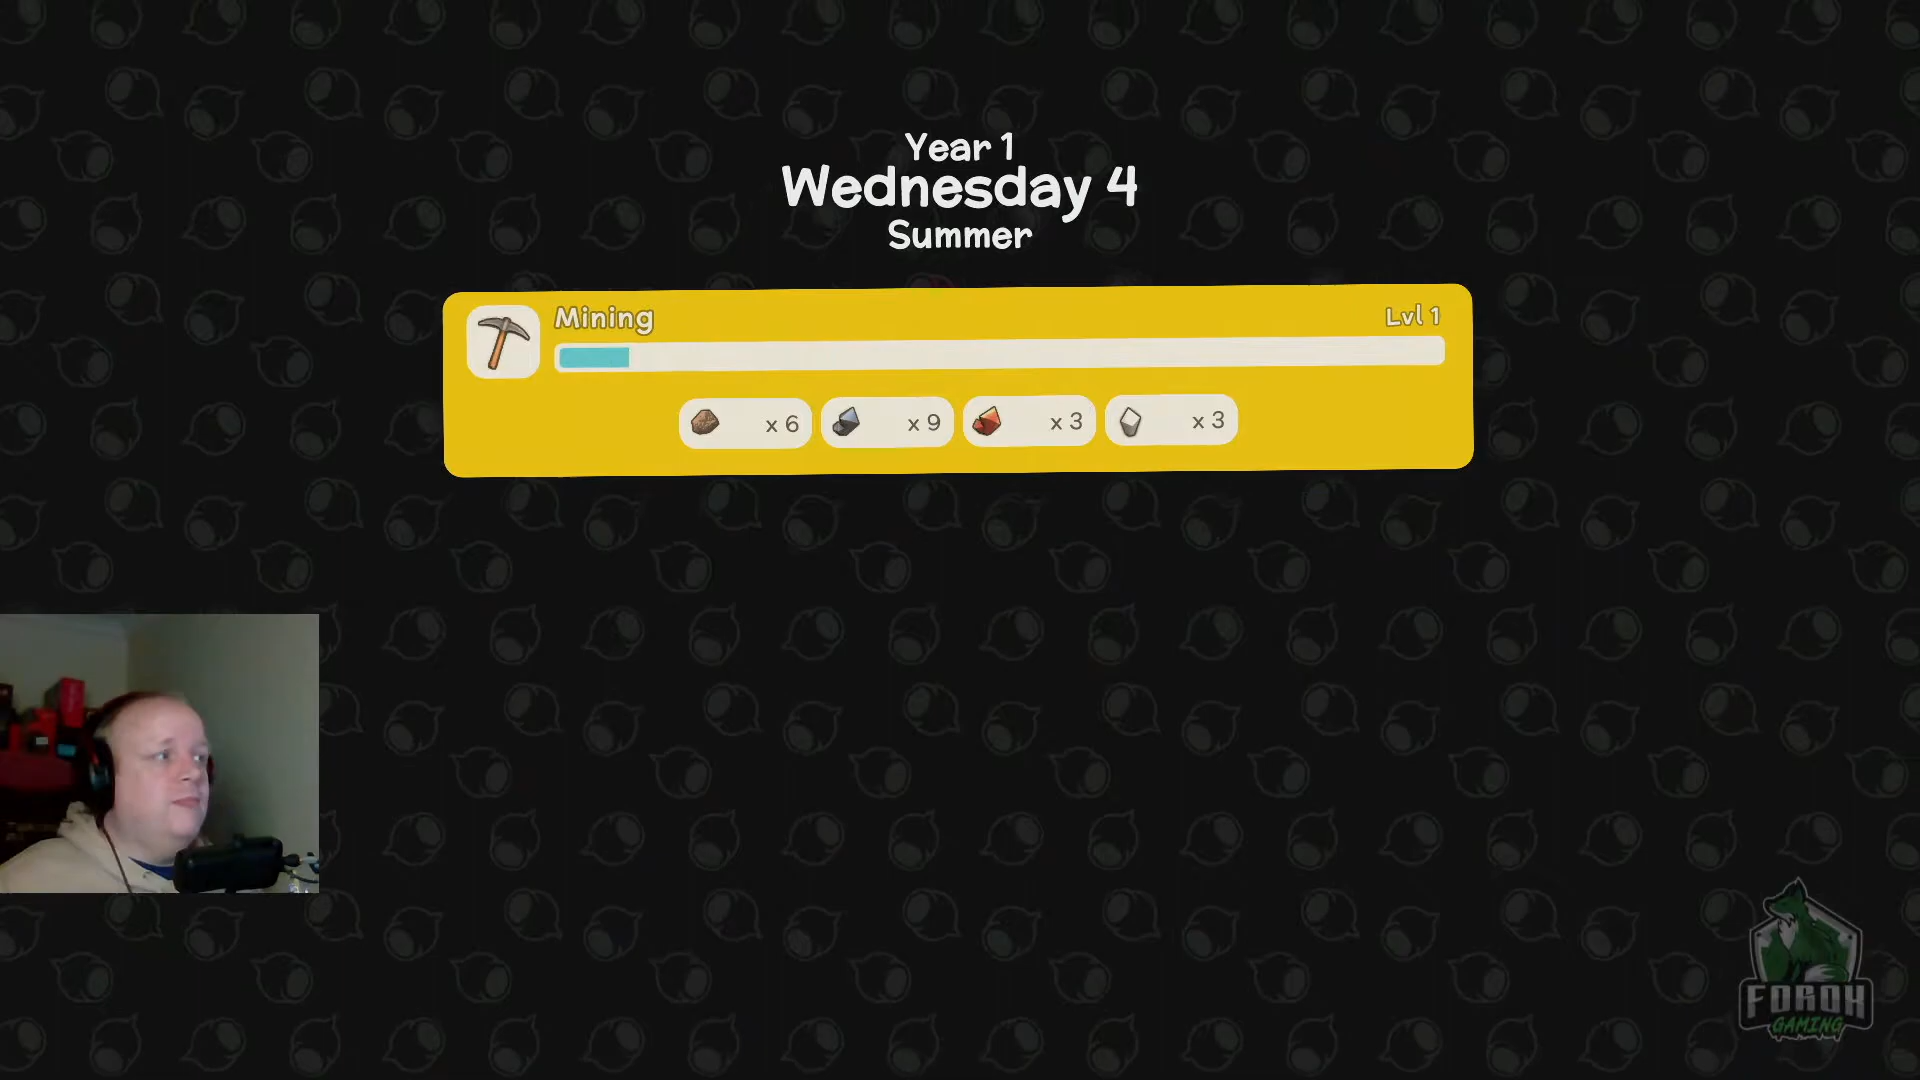 Year 1
Wednesday 4
Summer
Mining
Lvl 1
x 6
x 9
x 3
x 3
FOROX
GAMING